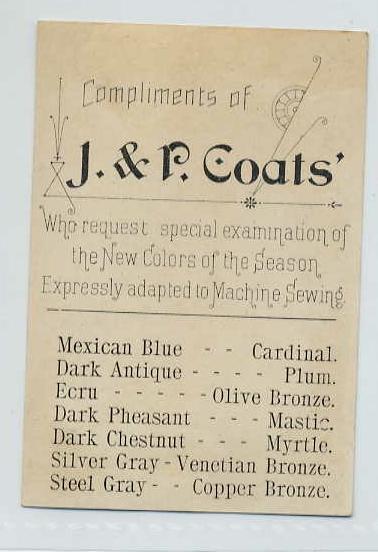 Compliments of
J. & P. Coats'
Who request special examination of
the New Colors of the Season,
Expressly adapted to Machine Sewing.
Mexican Blue - - - Cardinal.
Dark Antique - - - - Plum.
Ecru - - - - - Olive Bronze.
Dark Pheasant - - - Mastic.
Dark Chestnut - - - Myrtle.
Silver Gray - Venetian Bronze.
Steel Gray - - Copper Bronze.